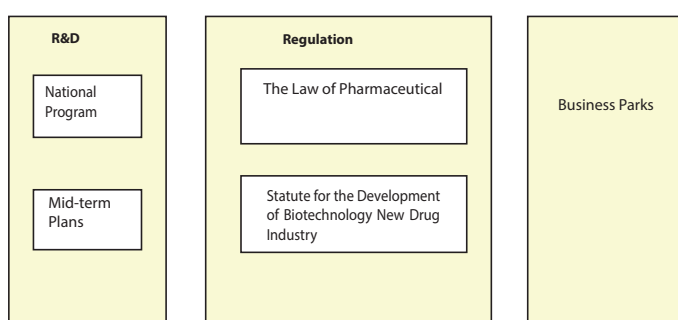 R&D
National
Program
Mid-term
Plans
Regulation
The Law of Pharmaceutical
Statute for the Development
of Biotechnology New Drug
Industry
Business Parks